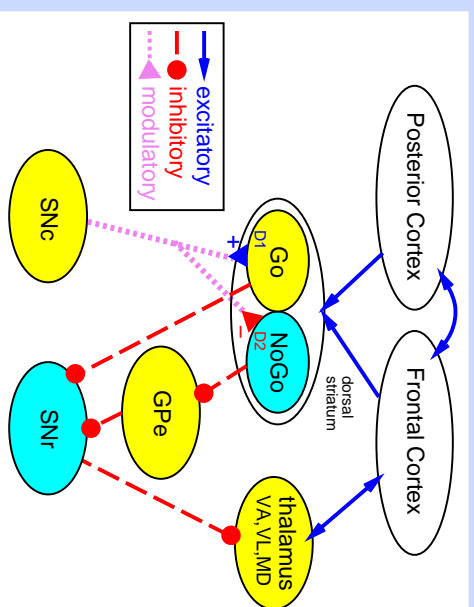 Posterior Cortex
Frontal Cortex
excitatory
inhibitory
modulatory
dorsal
striatum
D1
Go
+
NoGo
D2
−
thalamus
VA,VL,MD
GPe
SNc
SNr